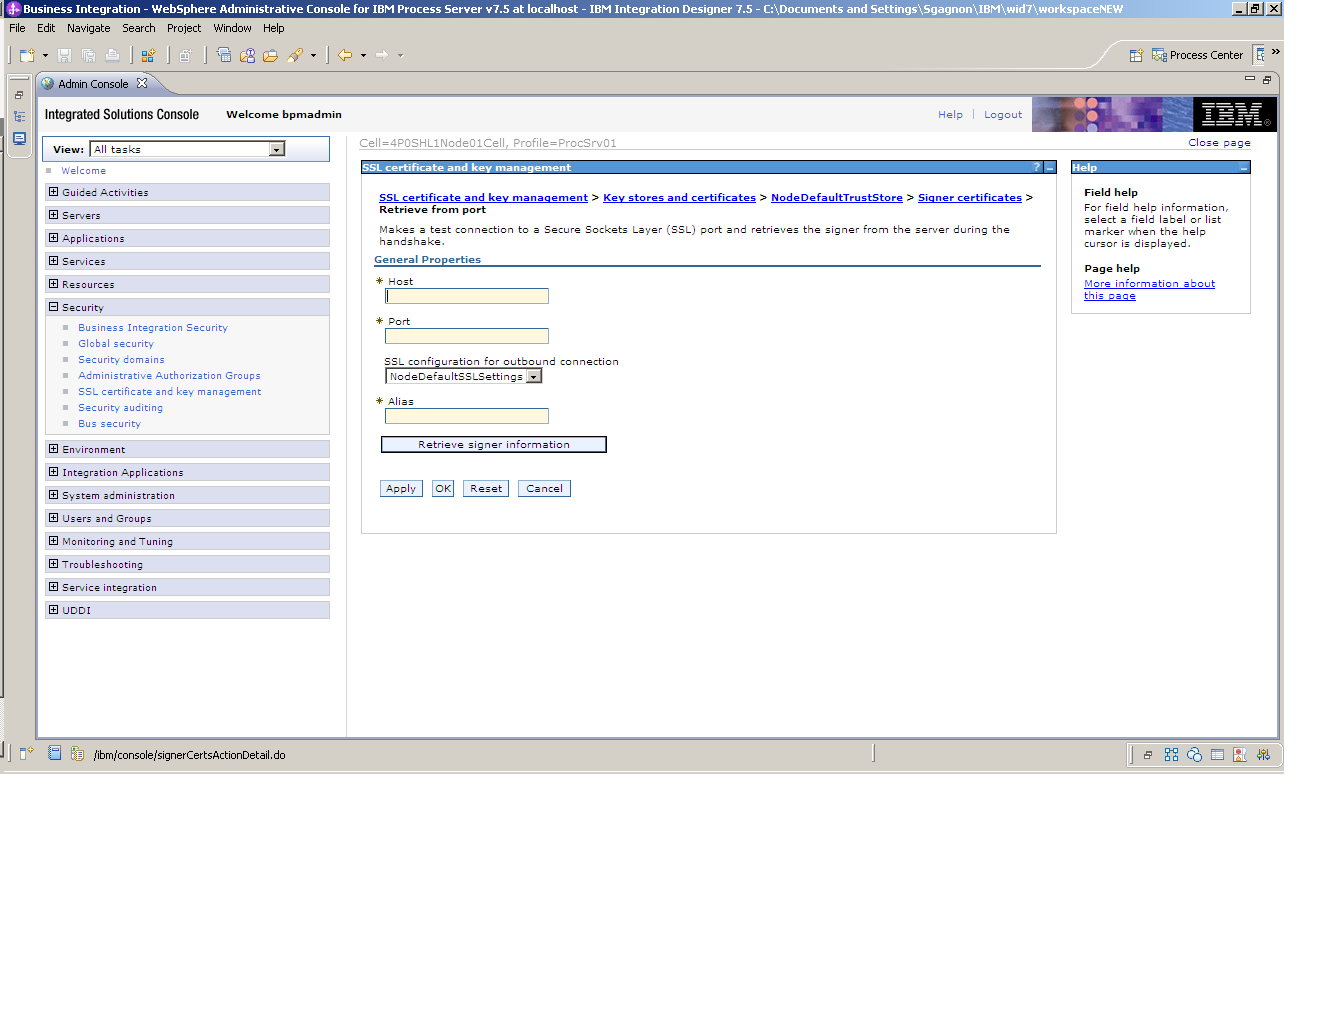 Business Integration - WebSphere Administrative Console for IBM Process Server v7.5 at localhost - IBM Integration Designer 7.5 - C:\Documents and Settings\Sgagnon\IBM\wid7\workspaceNEW
File Edit Navigate Search Project Window Help
Process Center
Admin Console
Integrated Solutions Console Welcome bpmadmin
Help | Logout
IBM
View: All tasks
Welcome
Guided Activities
Servers
Applications
Services
Resources
Security
Business Integration Security
Global security
Security domains
Administrative Authorization Groups
SSL certificate and key management
Security auditing
Bus security
Environment
Integration Applications
System administration
Users and Groups
Monitoring and Tuning
Troubleshooting
Service integration
UDDI
Cell=4P0SHL1Node01Cell, Profile=ProcSrv01
Close page
SSL certificate and key management
?
SSL certificate and key management > Key stores and certificates > NodeDefaultTrustStore > Signer certificates >
Retrieve from port
Makes a test connection to a Secure Sockets Layer (SSL) port and retrieves the signer from the server during the
handshake.
General Properties
* Host
* Port
SSL configuration for outbound connection
NodeDefaultSSLSettings
* Alias
Retrieve signer information
Apply OK Reset Cancel
Help
Field help
For field help information,
select a field label or list
marker when the help
cursor is displayed.
Page help
More information about
this page
/ibm/console/signerCertsActionDetail.do